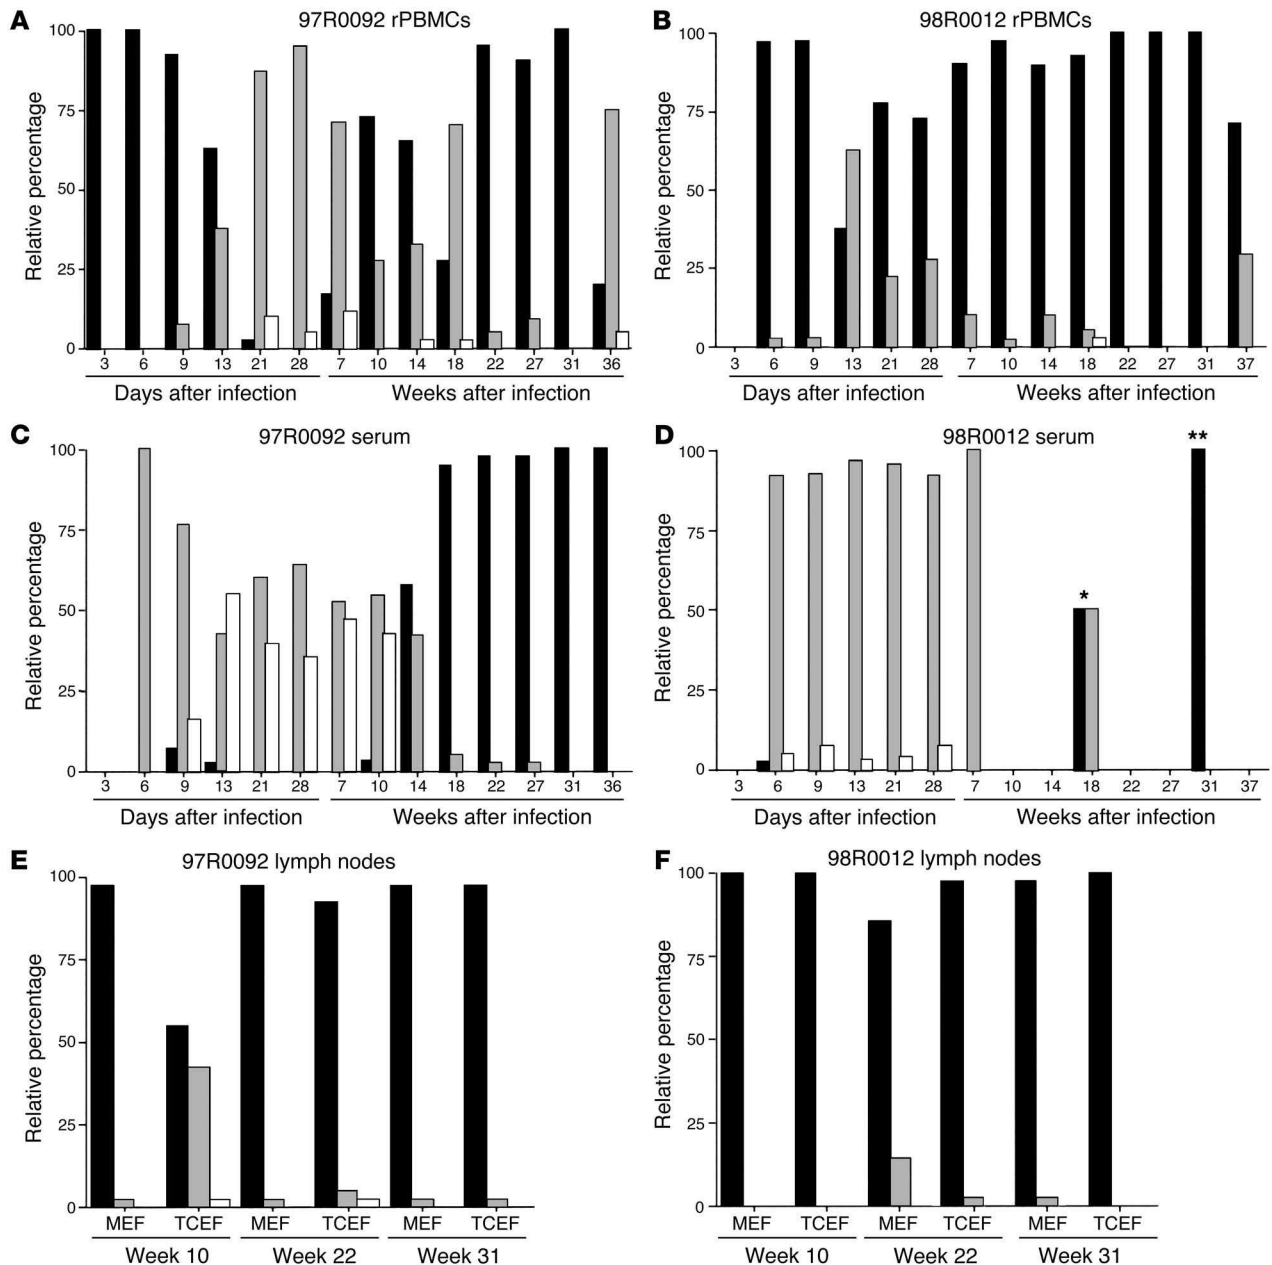 A 97R0092 rPBMCs
100
75
50
25
0
Relative percentage
3 6 9 13 21 28 7 10 14 18 22 27 31 36
Days after infection Weeks after infection
B 98R0012 rPBMCs
100
75
50
25
0
Relative percentage
3 6 9 13 21 28 7 10 14 18 22 27 31 37
Days after infection Weeks after infection
C 97R0092 serum
100
75
50
25
0
Relative percentage
3 6 9 13 21 28 7 10 14 18 22 27 31 36
Days after infection Weeks after infection
D 98R0012 serum
**
*
100
75
50
25
0
Relative percentage
3 6 9 13 21 28 7 10 14 18 22 27 31 37
Days after infection Weeks after infection
E 97R0092 lymph nodes
100
75
50
25
0
Relative percentage
MEF TCEF MEF TCEF MEF TCEF
Week 10 Week 22 Week 31
F 98R0012 lymph nodes
100
75
50
25
0
Relative percentage
MEF TCEF MEF TCEF MEF TCEF
Week 10 Week 22 Week 31